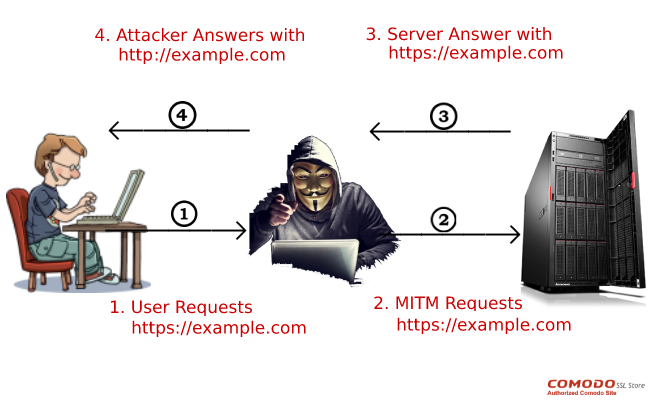 4. Attacker Answers with
http://example.com
3. Server Answer with
https://example.com
4
3
1
2
1. User Requests
https://example.com
2. MITM Requests
https://example.com
COMODO SSL Store
Authorized Comodo Site